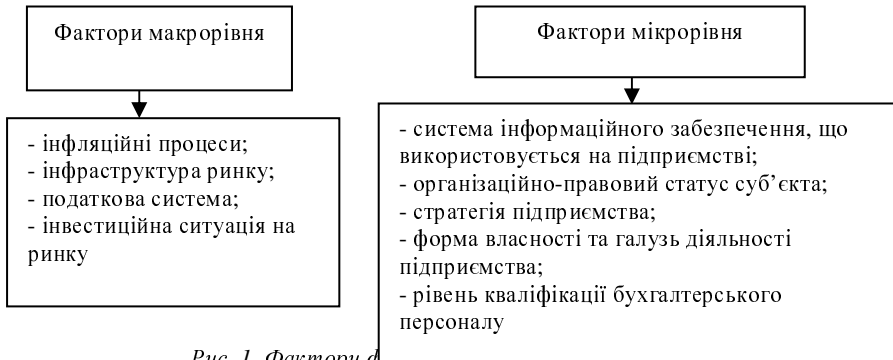 Фактори макрорівня
- інфляційні процеси;
- інфраструктура ринку;
- податкова система;
- інвестиційна ситуація на
ринку
Фактори мікрорівня
- система інформаційного забезпечення, що
використовується на підприємстві;
- організаційно-правовий статус суб’єкта;
- стратегія підприємства;
- форма власності та галузь діяльності
підприємства;
- рівень кваліфікації бухгалтерського
персоналу
Рис. 1. Фактори